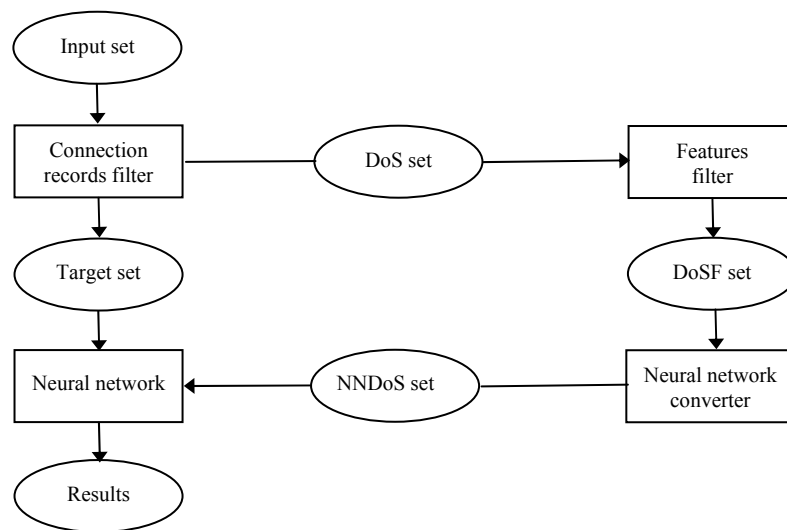 Input set
Connection
records filter
DoS set
Features
filter
Target set
DoSF set
Neural network
NNDoS set
Neural network
converter
Results